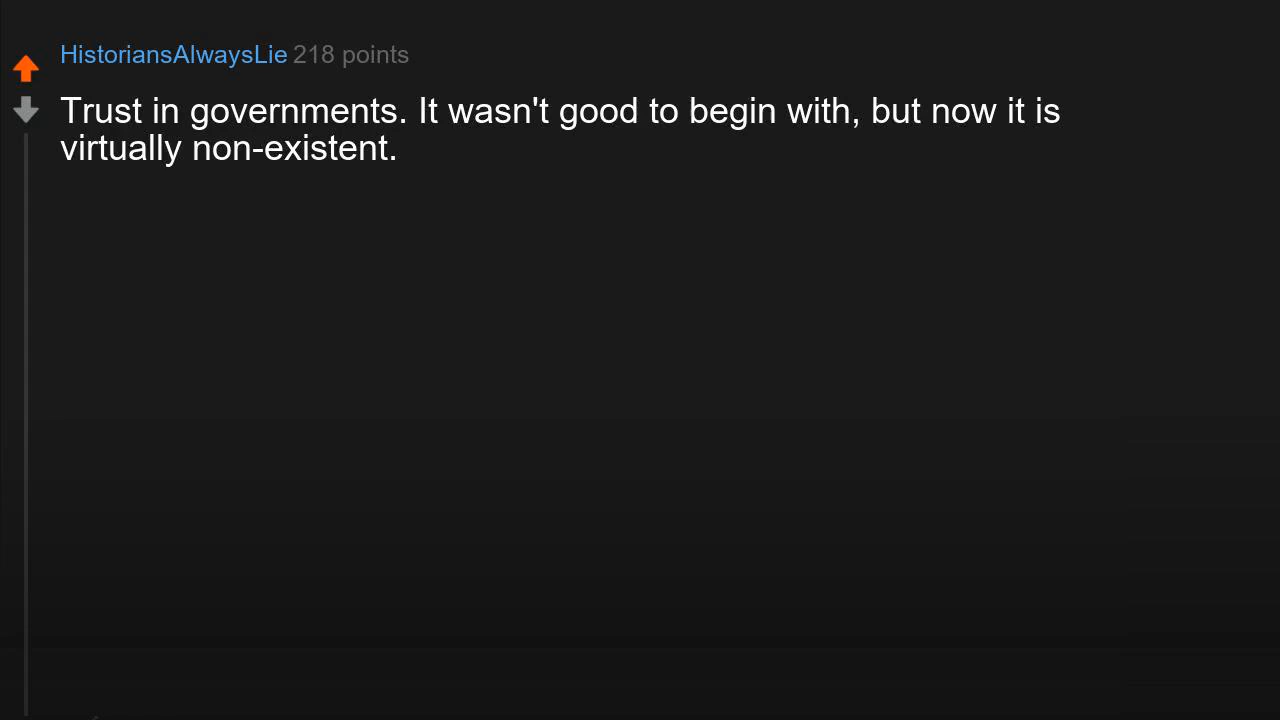 HistoriansAlwaysLie 218 points
Trust in governments. It wasn't good to begin with, but now it is
virtually non-existent.